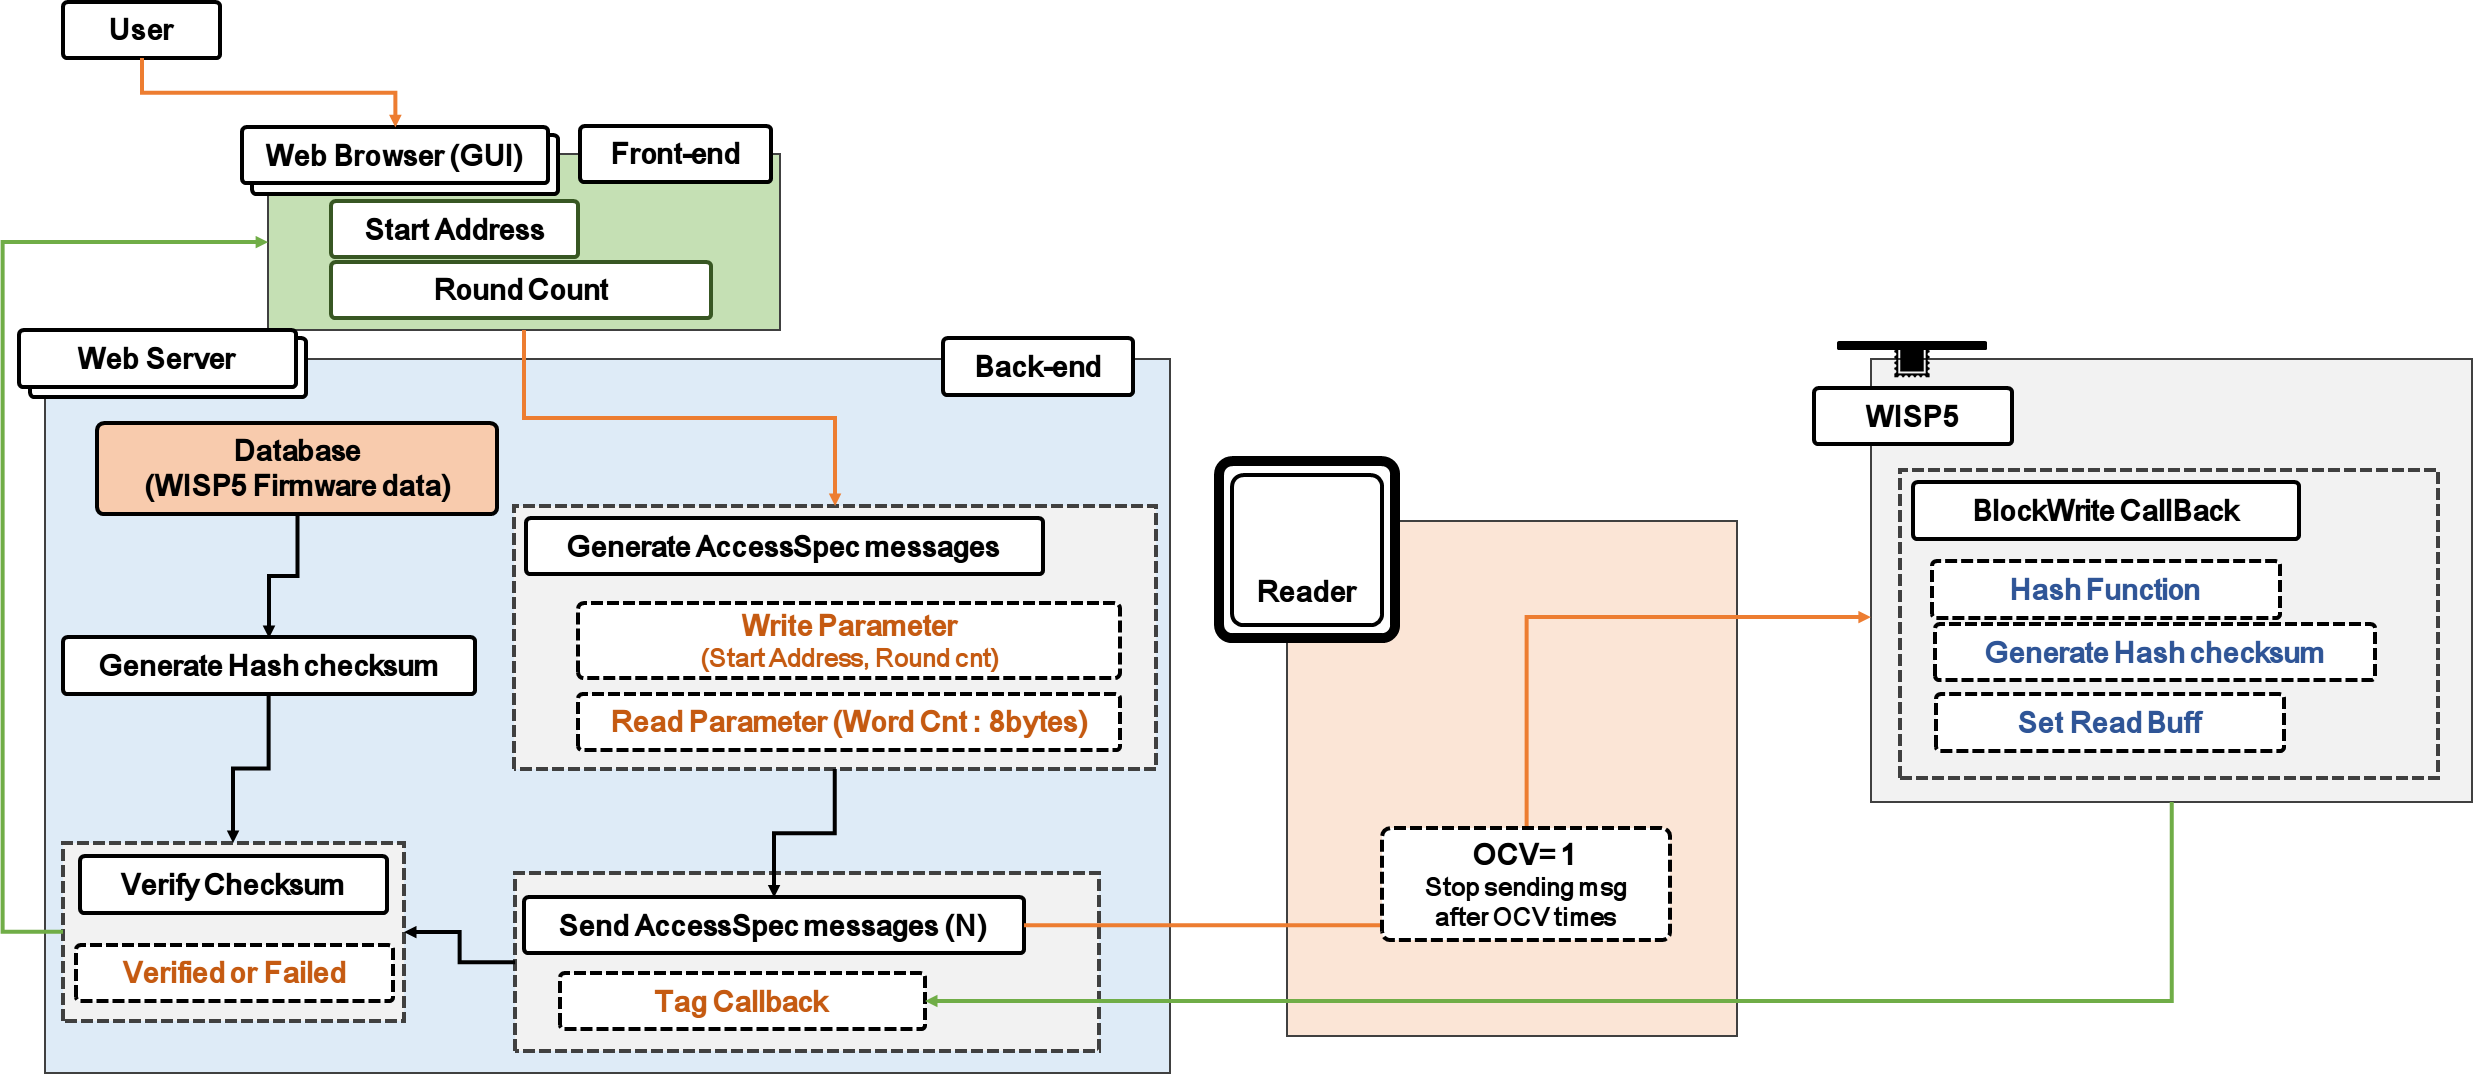 User
Web Browser (GUI)
Front-end
Start Address
Round Count
Web Server
Back-end
Database
(WISP5 Firmware data)
Generate AccessSpec messages
Write Parameter
(Start Address, Round cnt)
Read Parameter (Word Cnt : 8bytes)
Generate Hash checksum
Verify Checksum
Verified or Failed
Send AccessSpec messages (N)
Tag Callback
Reader
OCV= 1
Stop sending msg
after OCV times
WISP5
BlockWrite CallBack
Hash Function
Generate Hash checksum
Set Read Buff